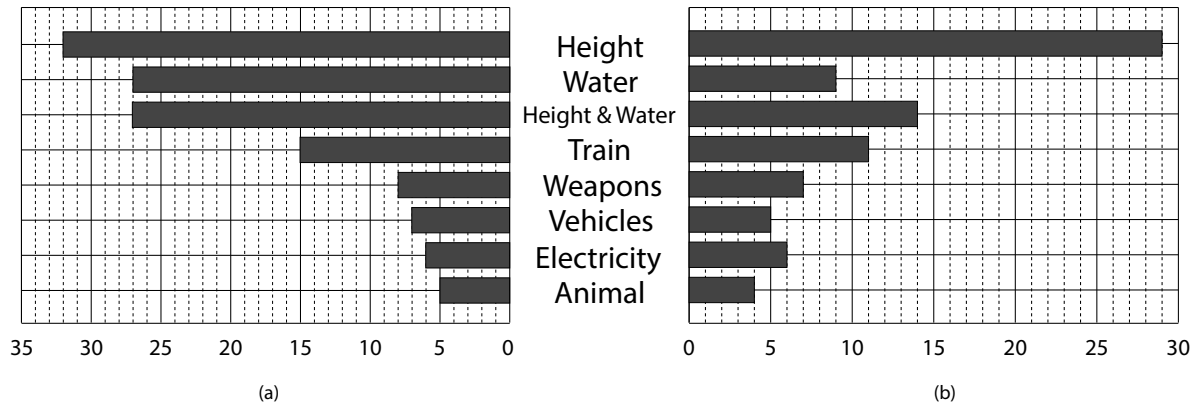 Height
Water
Height & Water
Train
Weapons
Vehicles
Electricity
Animal
35 30 25 20 15 10 5 0 0 5 10 15 20 25 30
(a) (b)